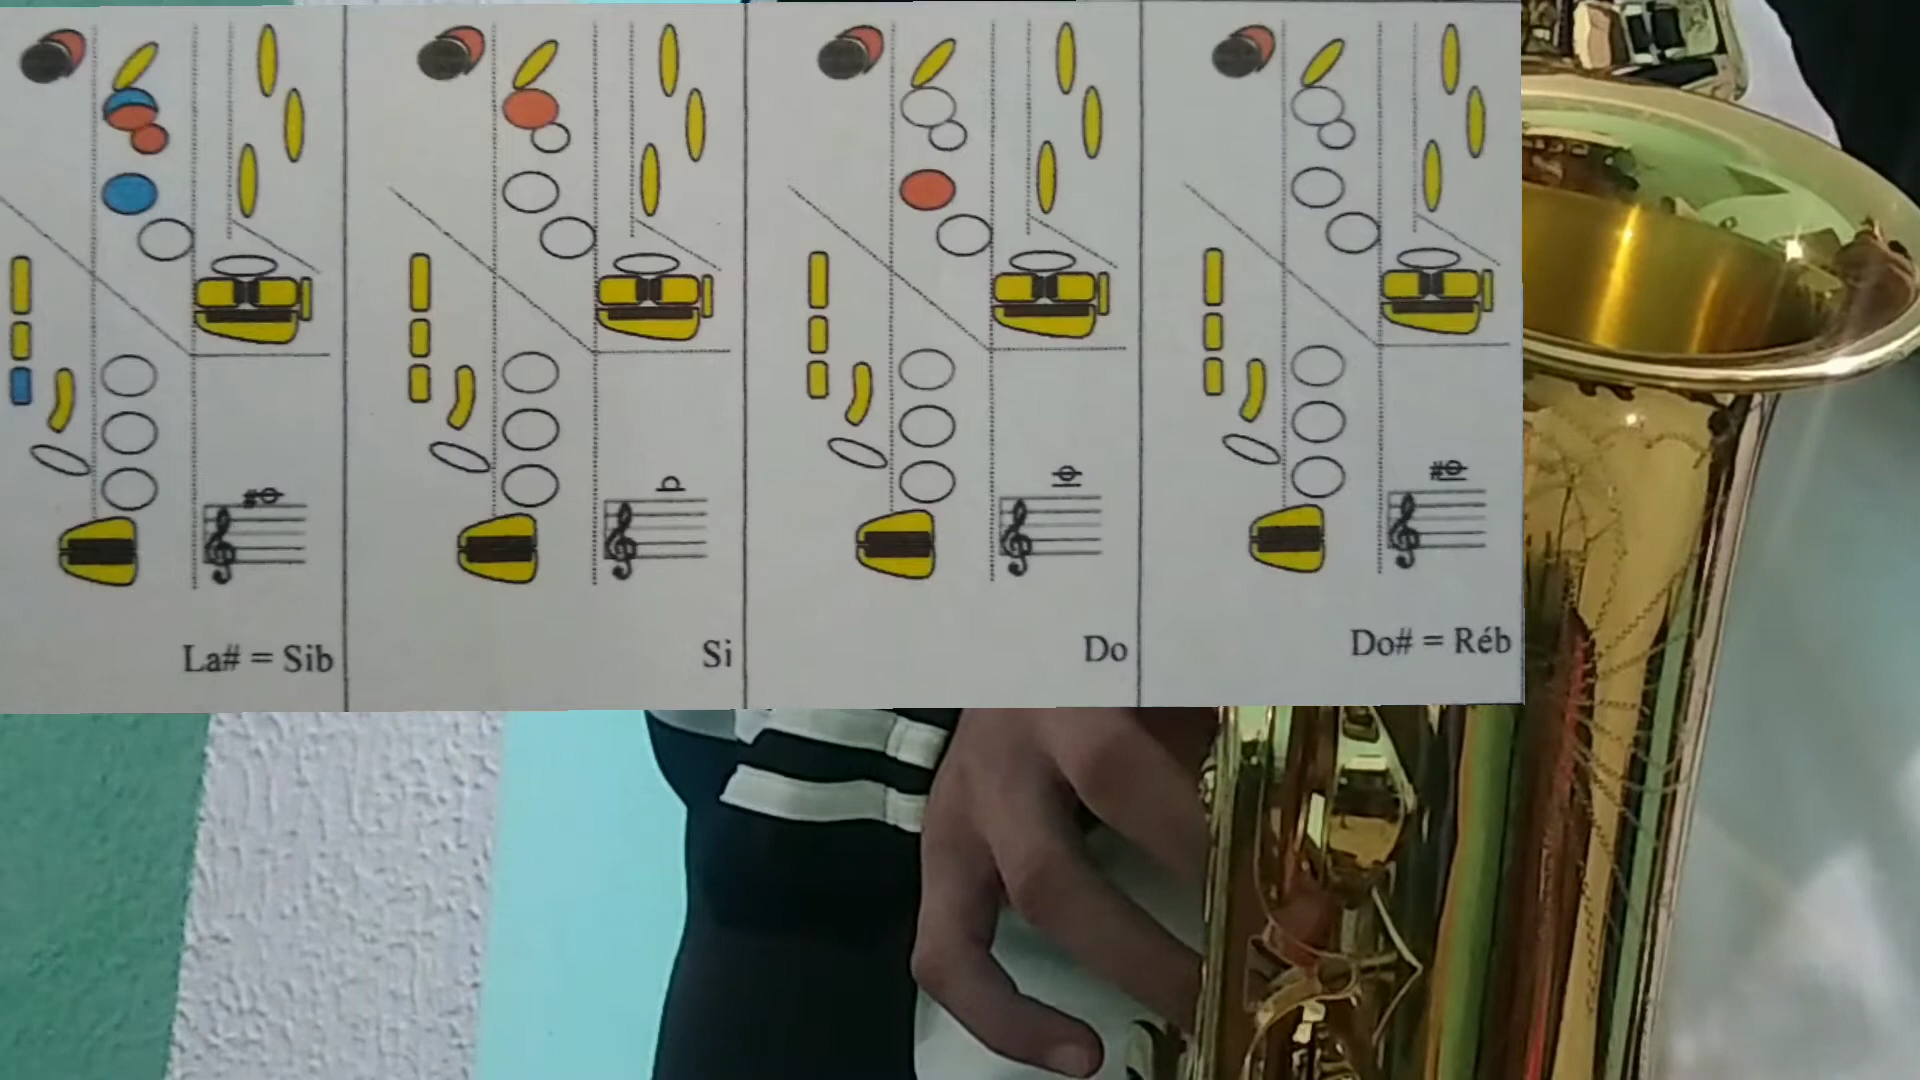 La# = Sib
Si
Do
Do# = Réb